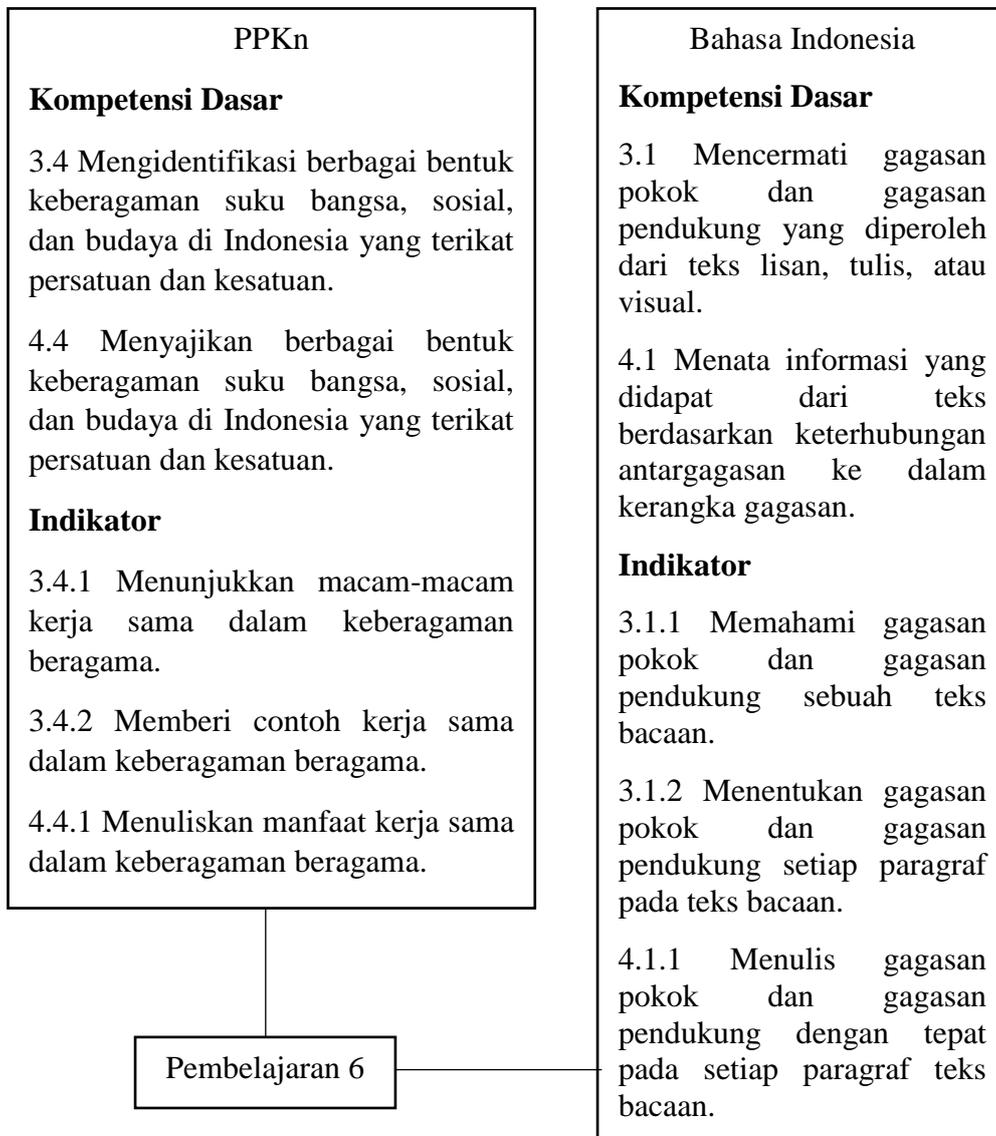 PPKn
Kompetensi Dasar
3.4 Mengidentifikasi berbagai bentuk
keberagaman suku bangsa, sosial,
dan budaya di Indonesia yang terikat
persatuan dan kesatuan.
4.4 Menyajikan berbagai bentuk
keberagaman suku bangsa, sosial,
dan budaya di Indonesia yang terikat
persatuan dan kesatuan.
Indikator
3.4.1 Menunjukkan macam-macam
kerja sama dalam keberagaman
beragama.
3.4.2 Memberi contoh kerja sama
dalam keberagaman beragama.
4.4.1 Menuliskan manfaat kerja sama
dalam keberagaman beragama.
Pembelajaran 6
Bahasa Indonesia
Kompetensi Dasar
3.1 Mencermati gagasan
pokok dan gagasan
pendukung yang diperoleh
dari teks lisan, tulis, atau
visual.
4.1 Menata informasi yang
didapat dari teks
berdasarkan keterhubungan
antargagasan ke dalam
kerangka gagasan.
Indikator
3.1.1 Memahami gagasan
pokok dan gagasan
pendukung sebuah teks
bacaan.
3.1.2 Menentukan gagasan
pokok dan gagasan
pendukung setiap paragraf
pada teks bacaan.
4.1.1 Menulis gagasan
pokok dan gagasan
pendukung dengan tepat
pada setiap paragraf teks
bacaan.